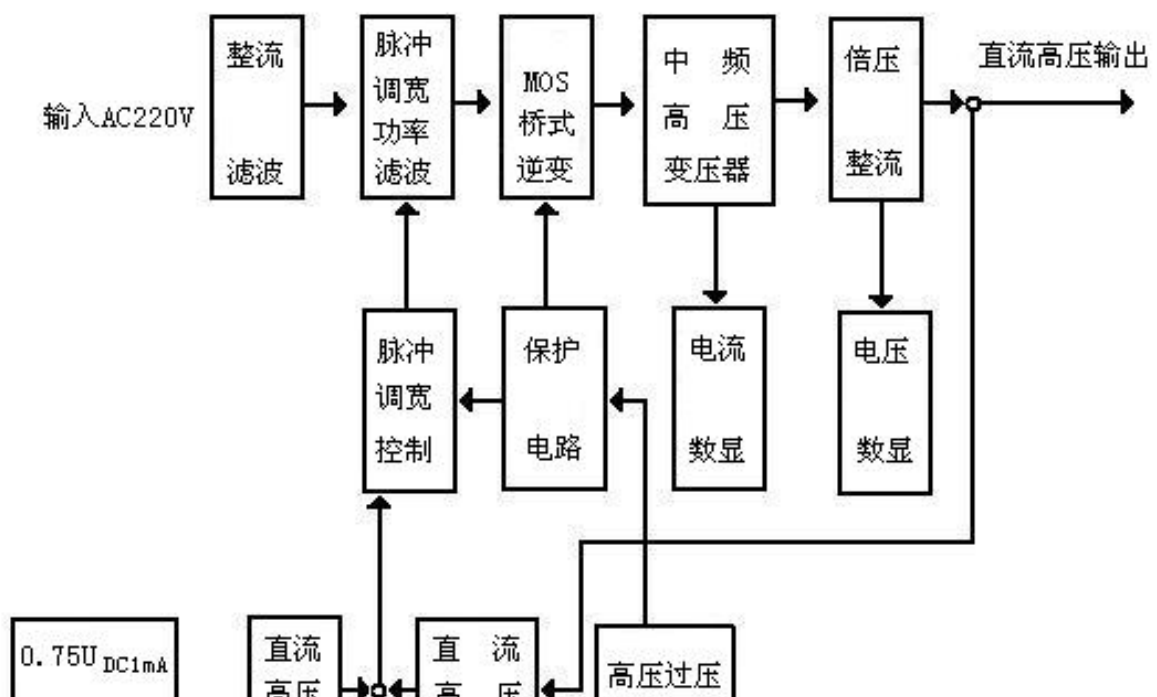 输入AC220V
整流
滤波
脉冲
调宽
功率
滤波
MOS
桥式
逆变
中 频
高 压
变压器
倍压
整流
直流高压输出
脉冲
调宽
控制
保护
电路
电流
数显
电压
数显
0.75U DC1mA
直流
高压
直 流
高 压
高压过压